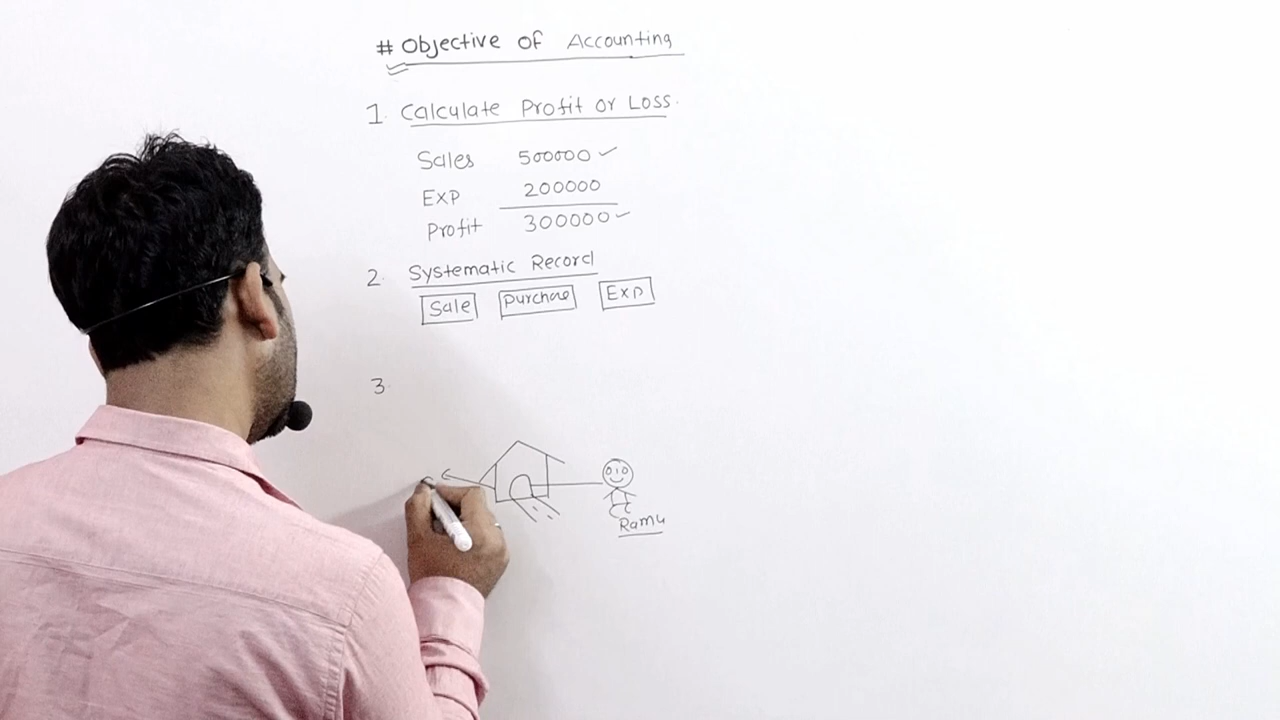 # Objective of Accounting
1. Calculate Profit or Loss.
Sales 500000 ✓
Exp 200000
Profit 300000 ✓
2. Systematic Record
Sale Purchase Exp
3.
Ramu